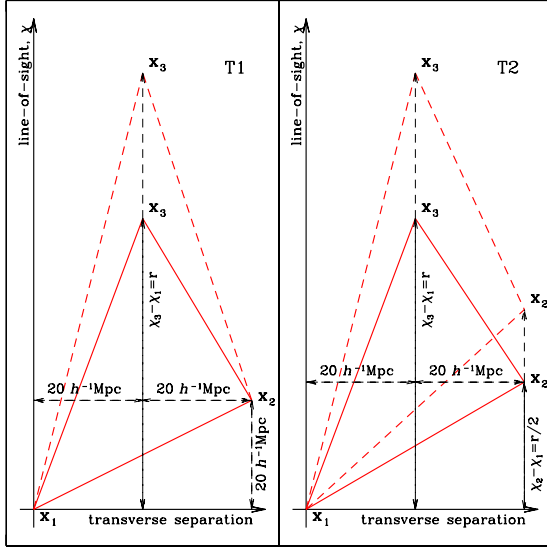 line-of-sight, χ
T1
x₃
x₃
χ₃-χ₁=r
20 h⁻¹Mpc
20 h⁻¹Mpc
x₂
20 h⁻¹Mpc
x₁
transverse separation
line-of-sight, χ
T2
x₃
x₃
x₂
χ₃-χ₁=r
20 h⁻¹Mpc
20 h⁻¹Mpc
x₂
χ₂-χ₁=r/2
x₁
transverse separation